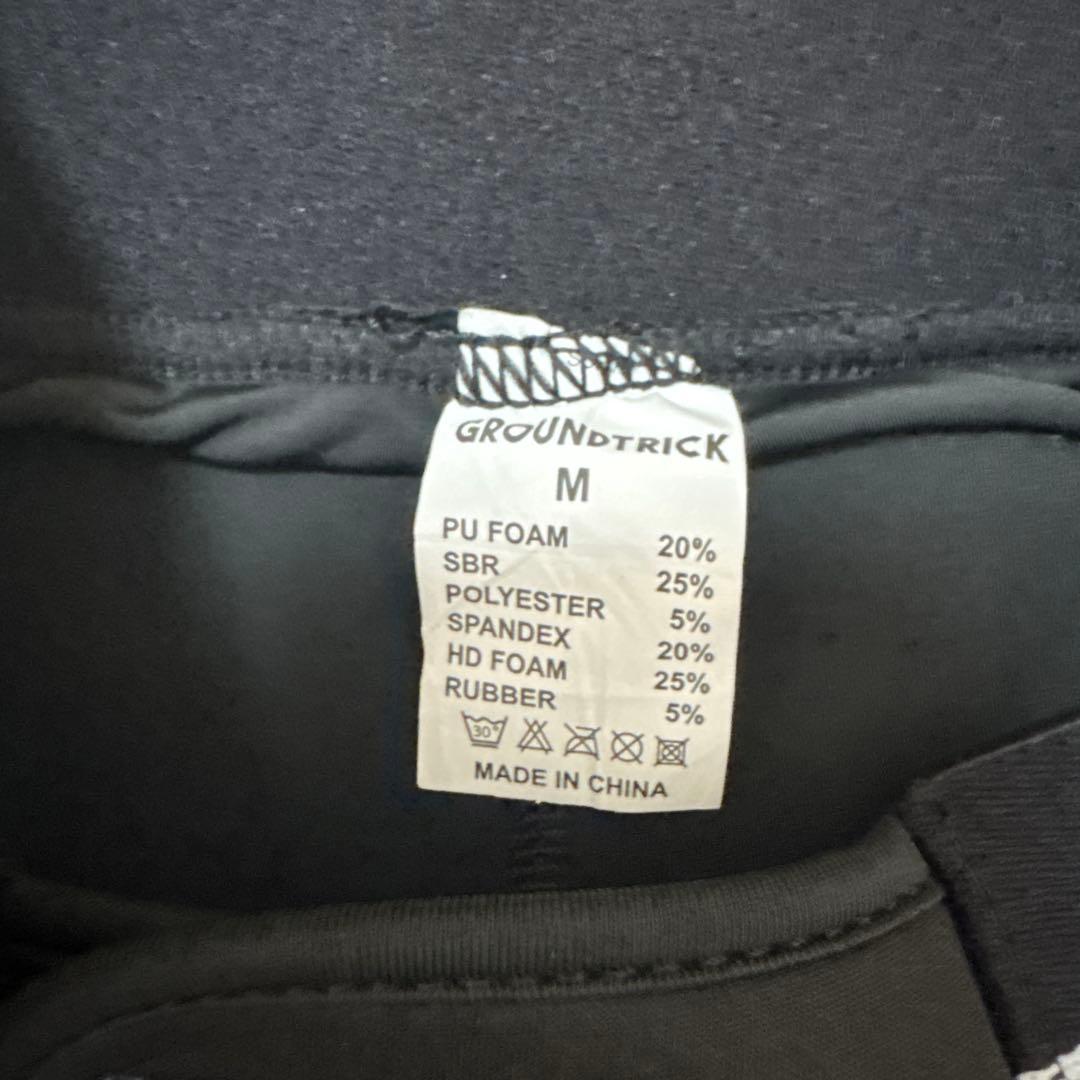 GROUNDTRICK
M
PU FOAM 20%
SBR 25%
POLYESTER 5%
SPANDEX 20%
HD FOAM 25%
RUBBER 5%
30°
MADE IN CHINA